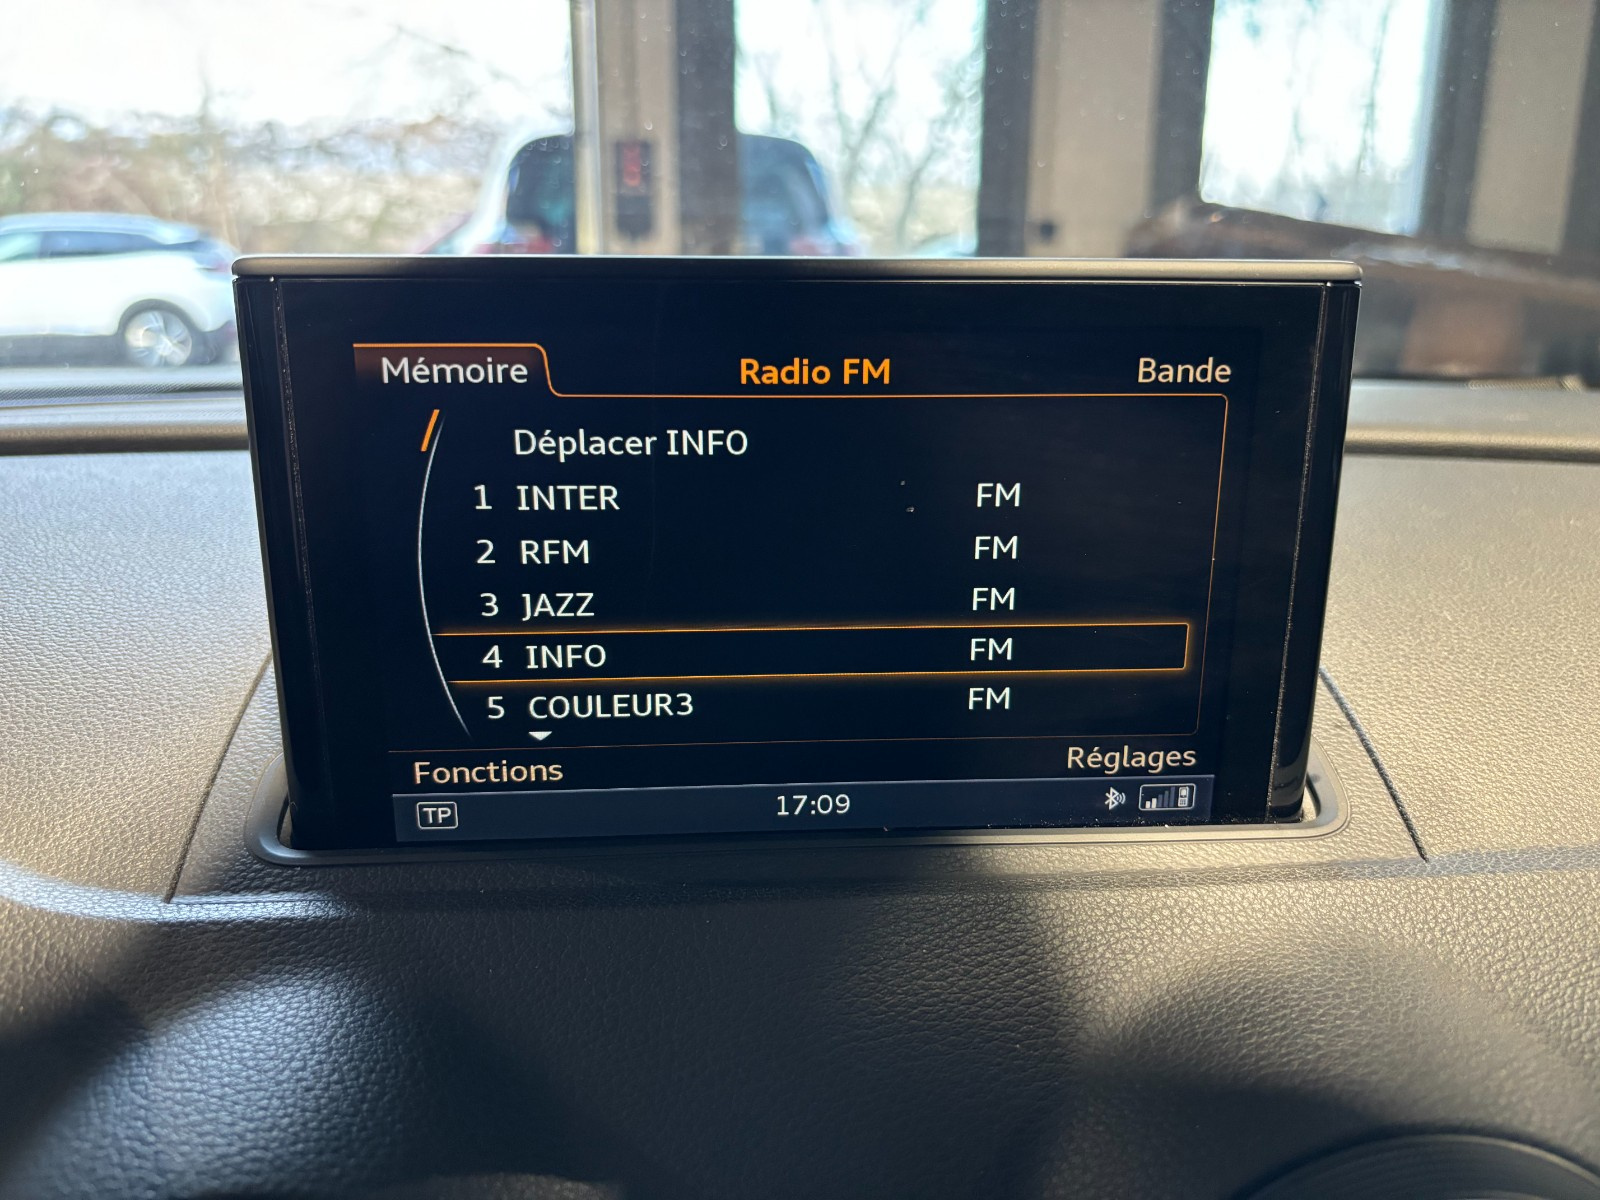 Mémoire Radio FM Bande
Déplacer INFO
1 INTER FM
2 RFM FM
3 JAZZ FM
4 INFO FM
5 COULEUR3 FM
Fonctions Réglages
TP 17:09